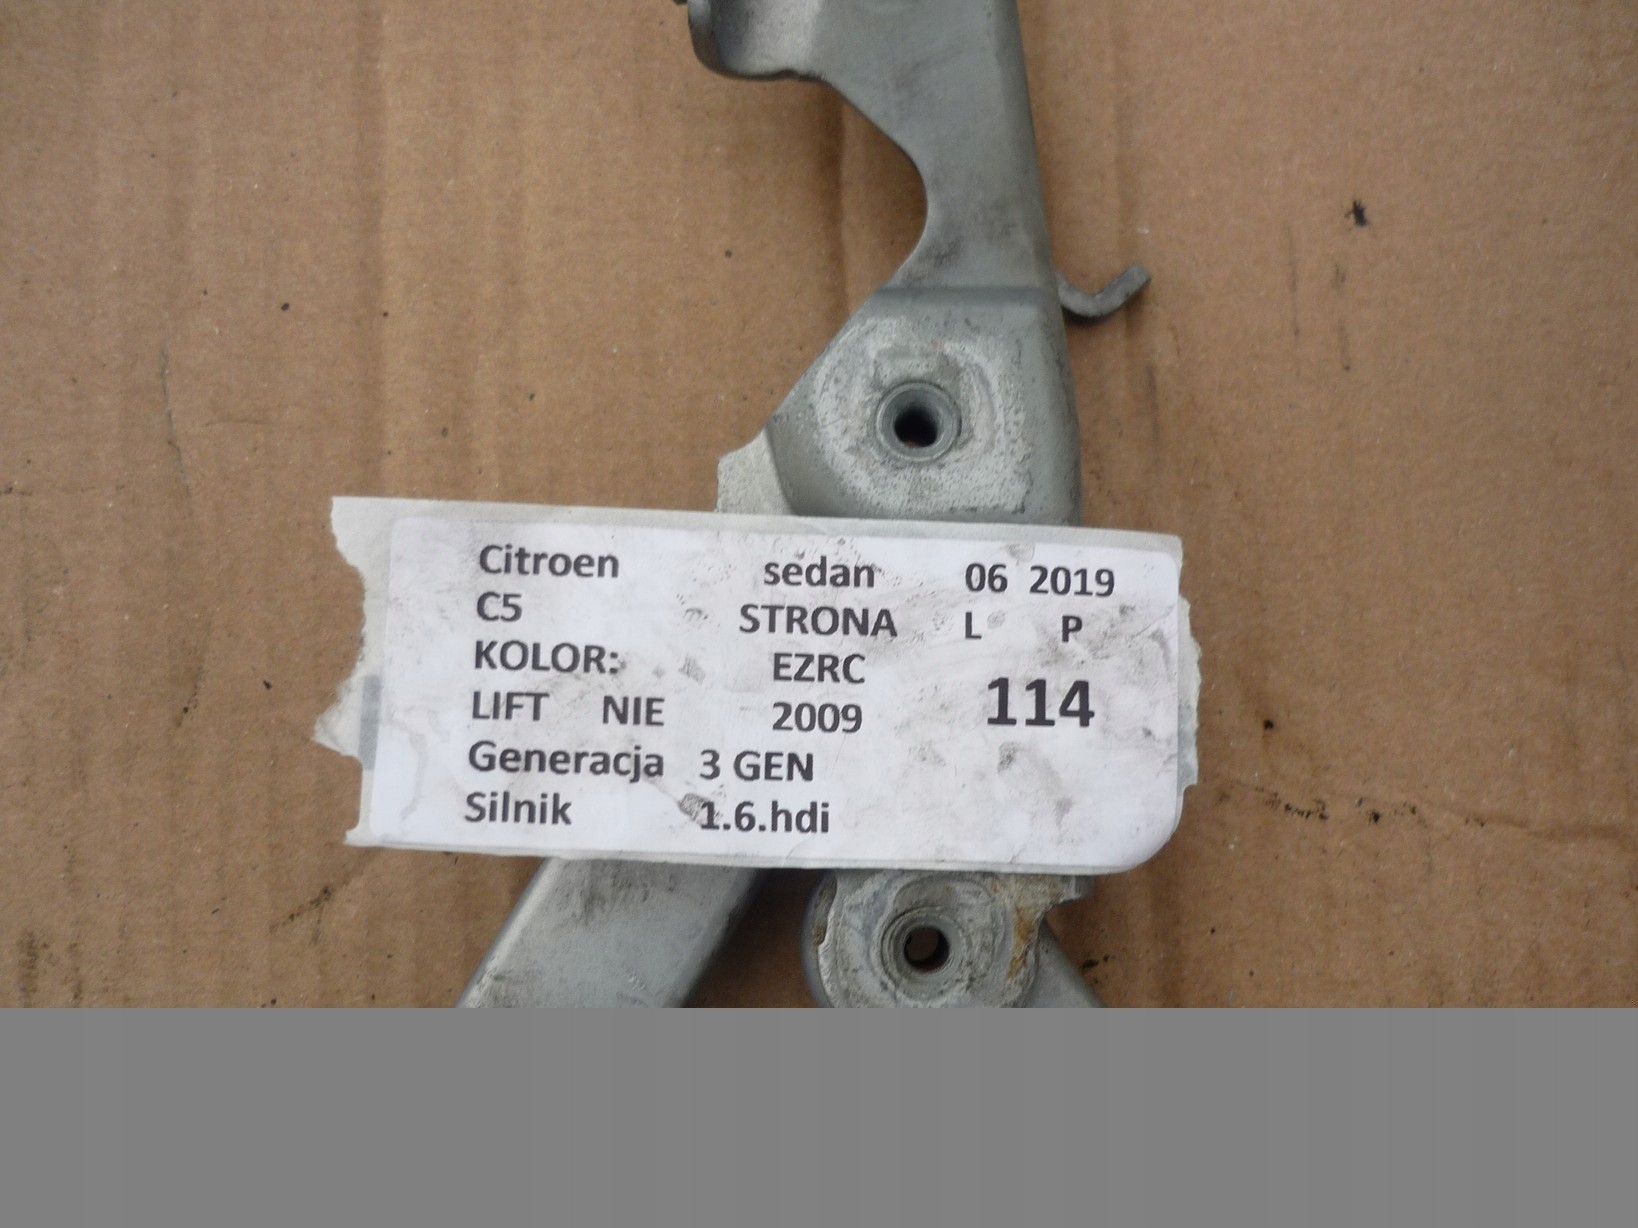 Citroen sedan 06 2019
C5 STRONA L P
KOLOR: EZRC
LIFT NIE 2009 114
Generacja 3 GEN
Silnik 1.6.hdi